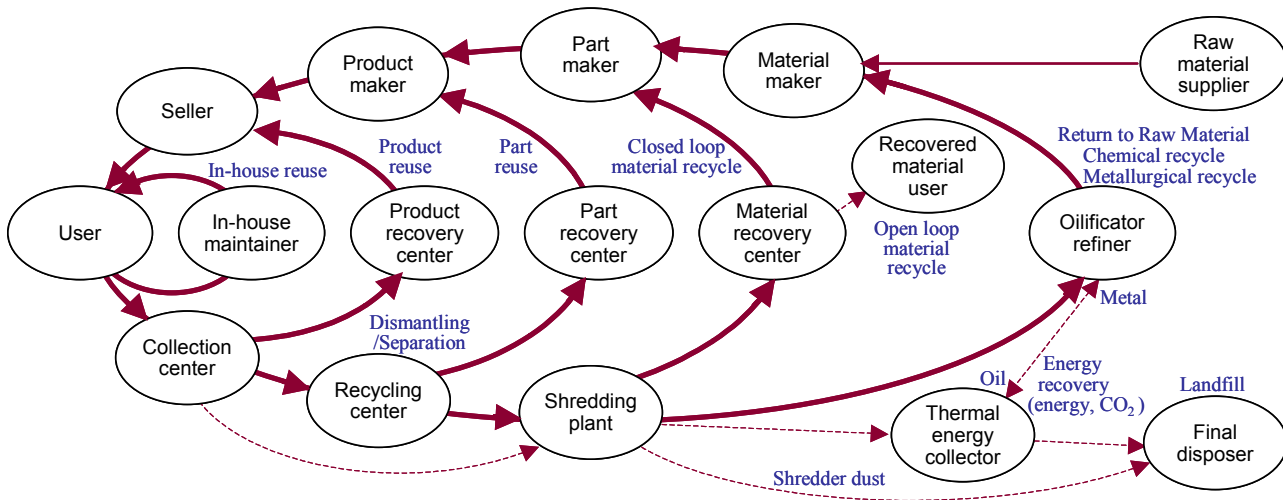 Part
maker
Raw
material
supplier
Product
maker
Material
maker
Seller
Return to Raw Material
Chemical recycle
Metallurgical recycle
Closed loop
material recycle
Product
reuse
Part
reuse
Recovered
material
user
In-house reuse
User
In-house
maintainer
Product
recovery
center
Part
recovery
center
Material
recovery
center
Oilificator
refiner
Open loop
material
recycle
Metal
Dismantling
/Separation
Collection
center
Recycling
center
Shredding
plant
Oil
Energy
recovery
(energy, CO₂ )
Landfill
Thermal
energy
collector
Final
disposer
Shredder dust